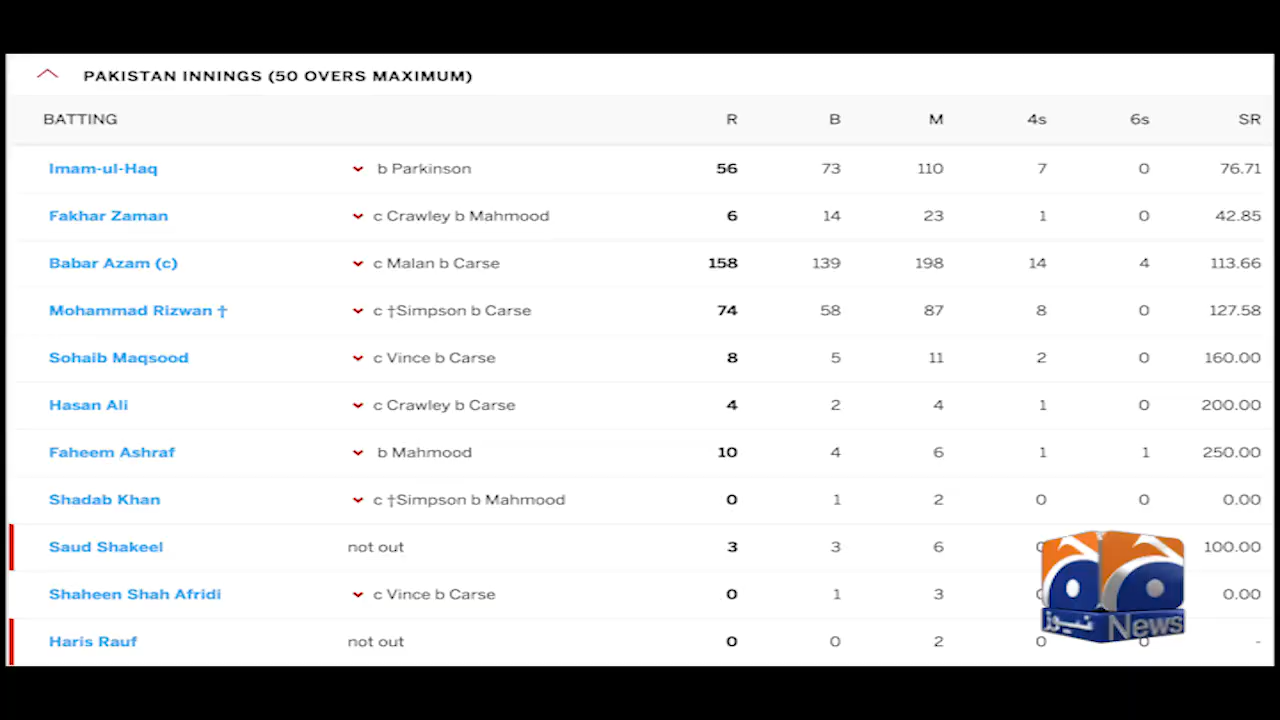 PAKISTAN INNINGS (50 OVERS MAXIMUM)
BATTING R B M 4s 6s SR
Imam-ul-Haq b Parkinson 56 73 110 7 0 76.71
Fakhar Zaman c Crawley b Mahmood 6 14 23 1 0 42.85
Babar Azam (c) c Malan b Carse 158 139 198 14 4 113.66
Mohammad Rizwan † c †Simpson b Carse 74 58 87 8 0 127.58
Sohaib Maqsood c Vince b Carse 8 5 11 2 0 160.00
Hasan Ali c Crawley b Carse 4 2 4 1 0 200.00
Faheem Ashraf b Mahmood 10 4 6 1 1 250.00
Shadab Khan c †Simpson b Mahmood 0 1 2 0 0 0.00
Saud Shakeel not out 3 3 6 100.00
Shaheen Shah Afridi c Vince b Carse 0 1 3 0.00
Haris Rauf not out 0 0 2 0 0 -
نیوز News